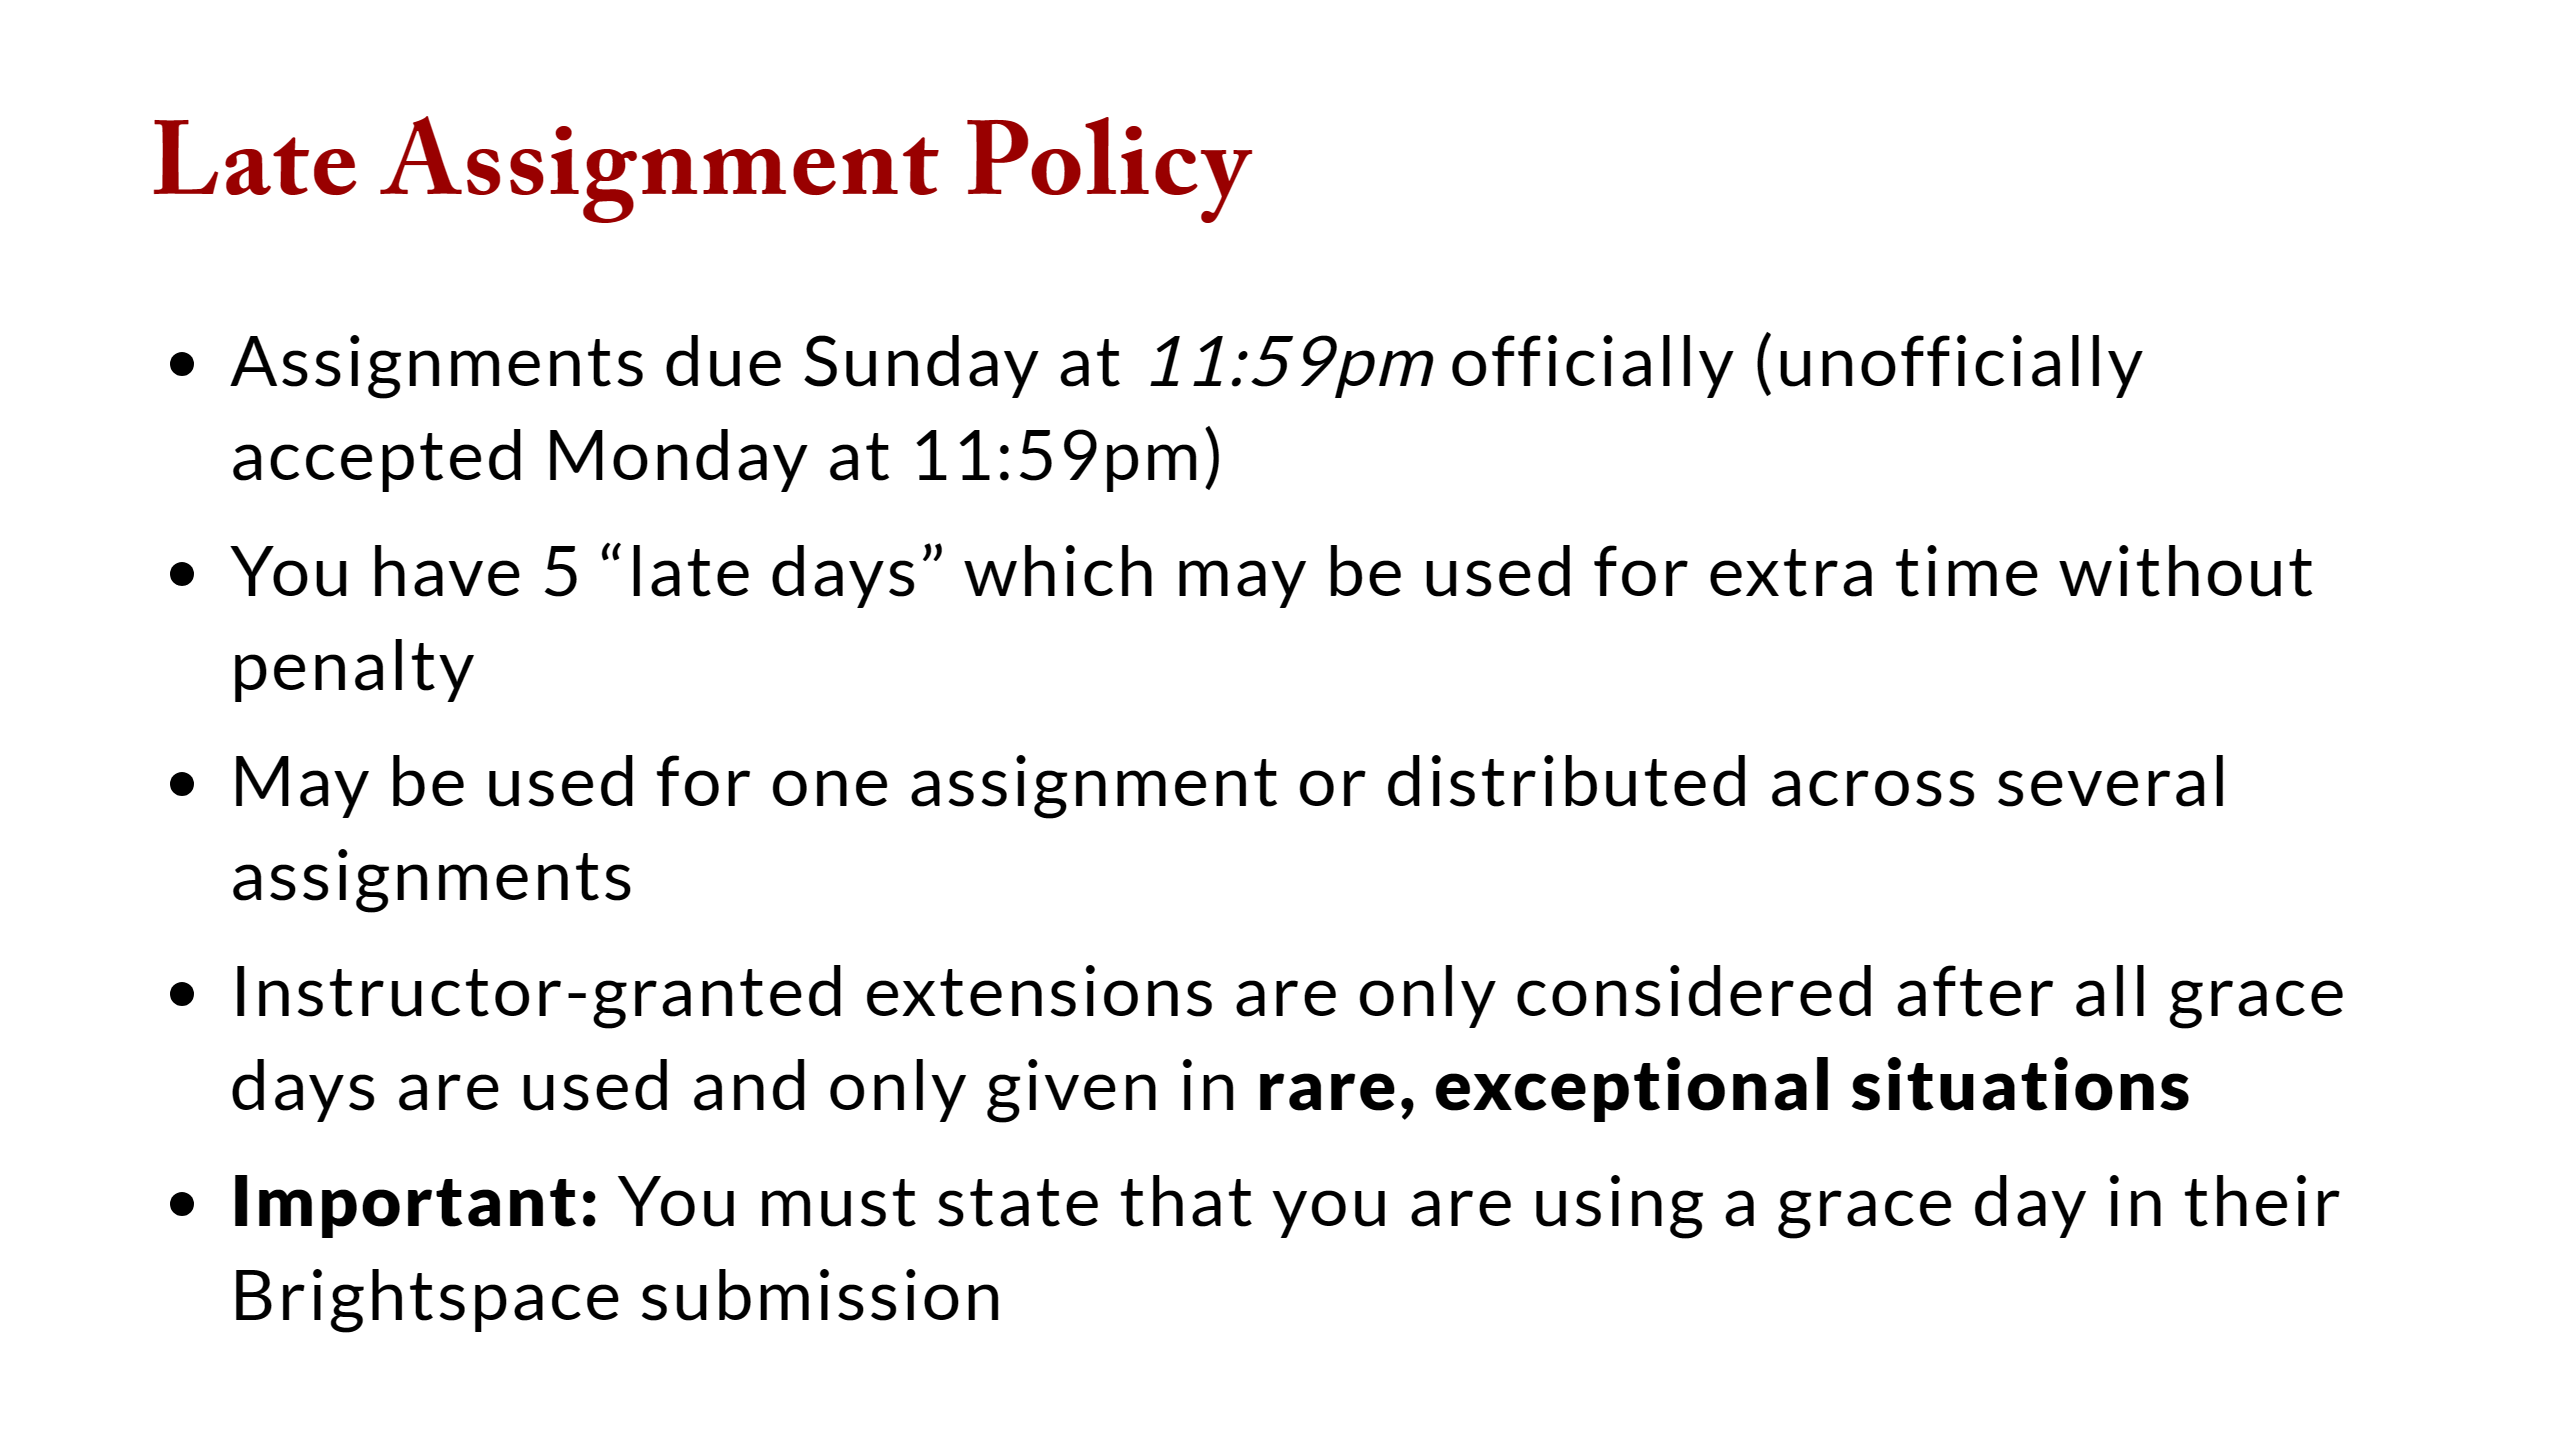 Late Assignment Policy
• Assignments due Sunday at 11:59pm officially (unofficially
accepted Monday at 11:59pm)
• You have 5 “late days” which may be used for extra time without
penalty
• May be used for one assignment or distributed across several
assignments
• Instructor-granted extensions are only considered after all grace
days are used and only given in rare, exceptional situations
• Important: You must state that you are using a grace day in their
Brightspace submission